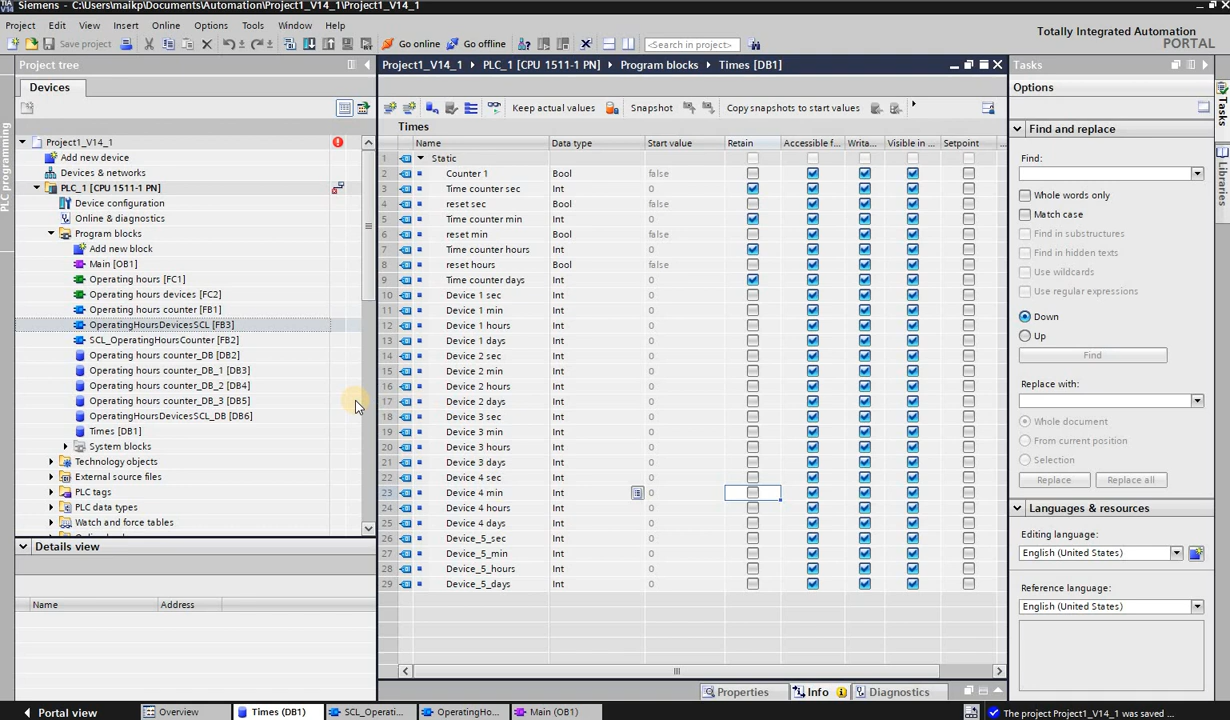 TIA V14 Siemens - C:\Users\maikp\Documents\Automation\Project1_V14_1\Project1_V14_1
Project Edit View Insert Online Options Tools Window Help
Save project Go online Go offline <Search in project>
Totally Integrated Automation
PORTAL
Project tree
Devices
PLC programming
Project1_V14_1
Add new device
Devices & networks
PLC_1 [CPU 1511-1 PN]
Device configuration
Online & diagnostics
Program blocks
Add new block
Main [OB1]
Operating hours [FC1]
Operating hours devices [FC2]
Operating hours counter [FB1]
OperatingHoursDevicesSCL [FB3]
SCL_OperatingHoursCounter [FB2]
Operating hours counter_DB [DB2]
Operating hours counter_DB_1 [DB3]
Operating hours counter_DB_2 [DB4]
Operating hours counter_DB_3 [DB5]
OperatingHoursDevicesSCL_DB [DB6]
Times [DB1]
System blocks
Technology objects
External source files
PLC tags
PLC data types
Watch and force tables
Details view
Name Address
Project1_V14_1 PLC_1 [CPU 1511-1 PN] Program blocks Times [DB1]
Keep actual values Snapshot Copy snapshots to start values
Times
Name Data type Start value Retain Accessible f... Writa... Visible in ... Setpoint ...
1 Static
2 Counter 1 Bool false
3 Time counter sec Int 0
4 reset sec Bool false
5 Time counter min Int 0
6 reset min Bool false
7 Time counter hours Int 0
8 reset hours Bool false
9 Time counter days Int 0
10 Device 1 sec Int 0
11 Device 1 min Int 0
12 Device 1 hours Int 0
13 Device 1 days Int 0
14 Device 2 sec Int 0
15 Device 2 min Int 0
16 Device 2 hours Int 0
17 Device 2 days Int 0
18 Device 3 sec Int 0
19 Device 3 min Int 0
20 Device 3 hours Int 0
21 Device 3 days Int 0
22 Device 4 sec Int 0
23 Device 4 min Int 0
24 Device 4 hours Int 0
25 Device 4 days Int 0
26 Device_5_sec Int 0
27 Device_5_min Int 0
28 Device_5_hours Int 0
29 Device_5_days Int 0
Properties Info Diagnostics
Tasks
Options
Find and replace
Find:
Whole words only
Match case
Find in substructures
Find in hidden texts
Use wildcards
Use regular expressions
Down
Up
Find
Replace with:
Whole document
From current position
Selection
Replace Replace all
Languages & resources
Editing language:
English (United States)
Reference language:
English (United States)
Tasks
Libraries
Portal view Overview Times (DB1) SCL_Operati... OperatingHo... Main (OB1) The project Project1_V14_1 was saved ...